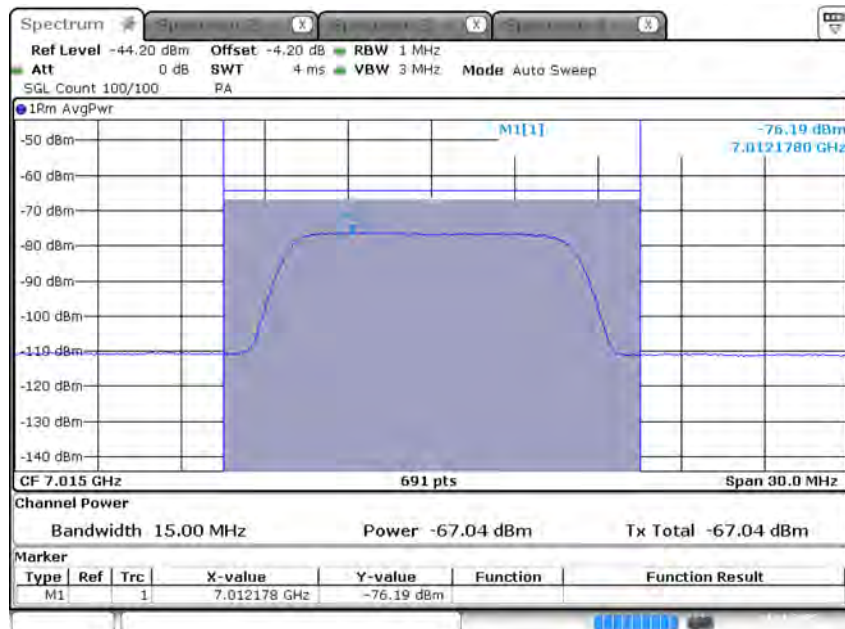 Spectrum
Ref Level -44.20 dBm Offset -4.20 dB RBW 1 MHz
Att 0 dB SWT 4 ms VBW 3 MHz Mode Auto Sweep
SGL Count 100/100 PA
1Rm AvgPwr
M1[1] -76.19 dBm
7.0121780 GHz
-50 dBm
-60 dBm
-70 dBm
-80 dBm
-90 dBm
-100 dBm
-110 dBm
-120 dBm
-130 dBm
-140 dBm
CF 7.015 GHz 691 pts Span 30.0 MHz
Channel Power
Bandwidth 15.00 MHz Power -67.04 dBm Tx Total -67.04 dBm
Marker
Type Ref Trc X-value Y-value Function Function Result
M1 1 7.012178 GHz -76.19 dBm